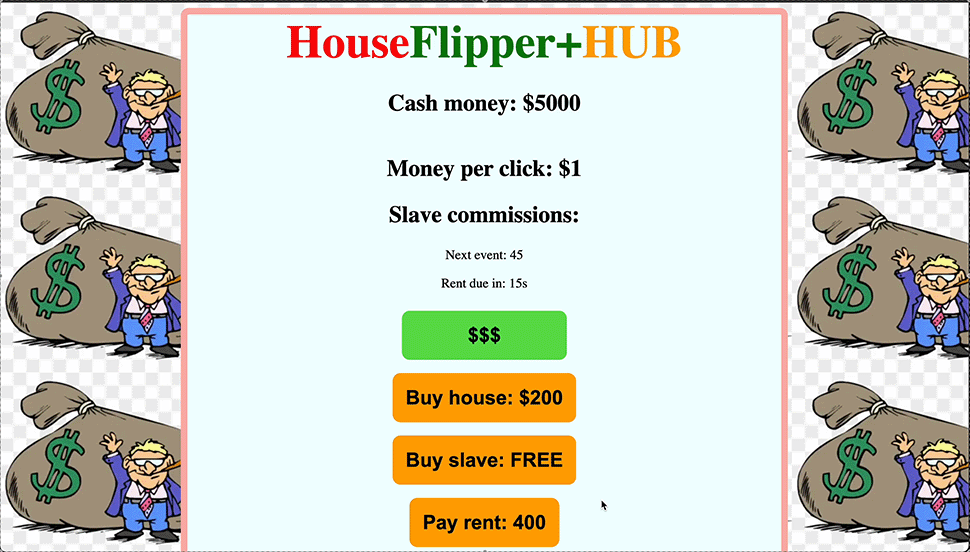 HouseFlipper+HUB
Cash money: $5000
Money per click: $1
Slave commissions:
Next event: 45
Rent due in: 15s
$$$
Buy house: $200
Buy slave: FREE
Pay rent: 400
$
$
$
$
$
$